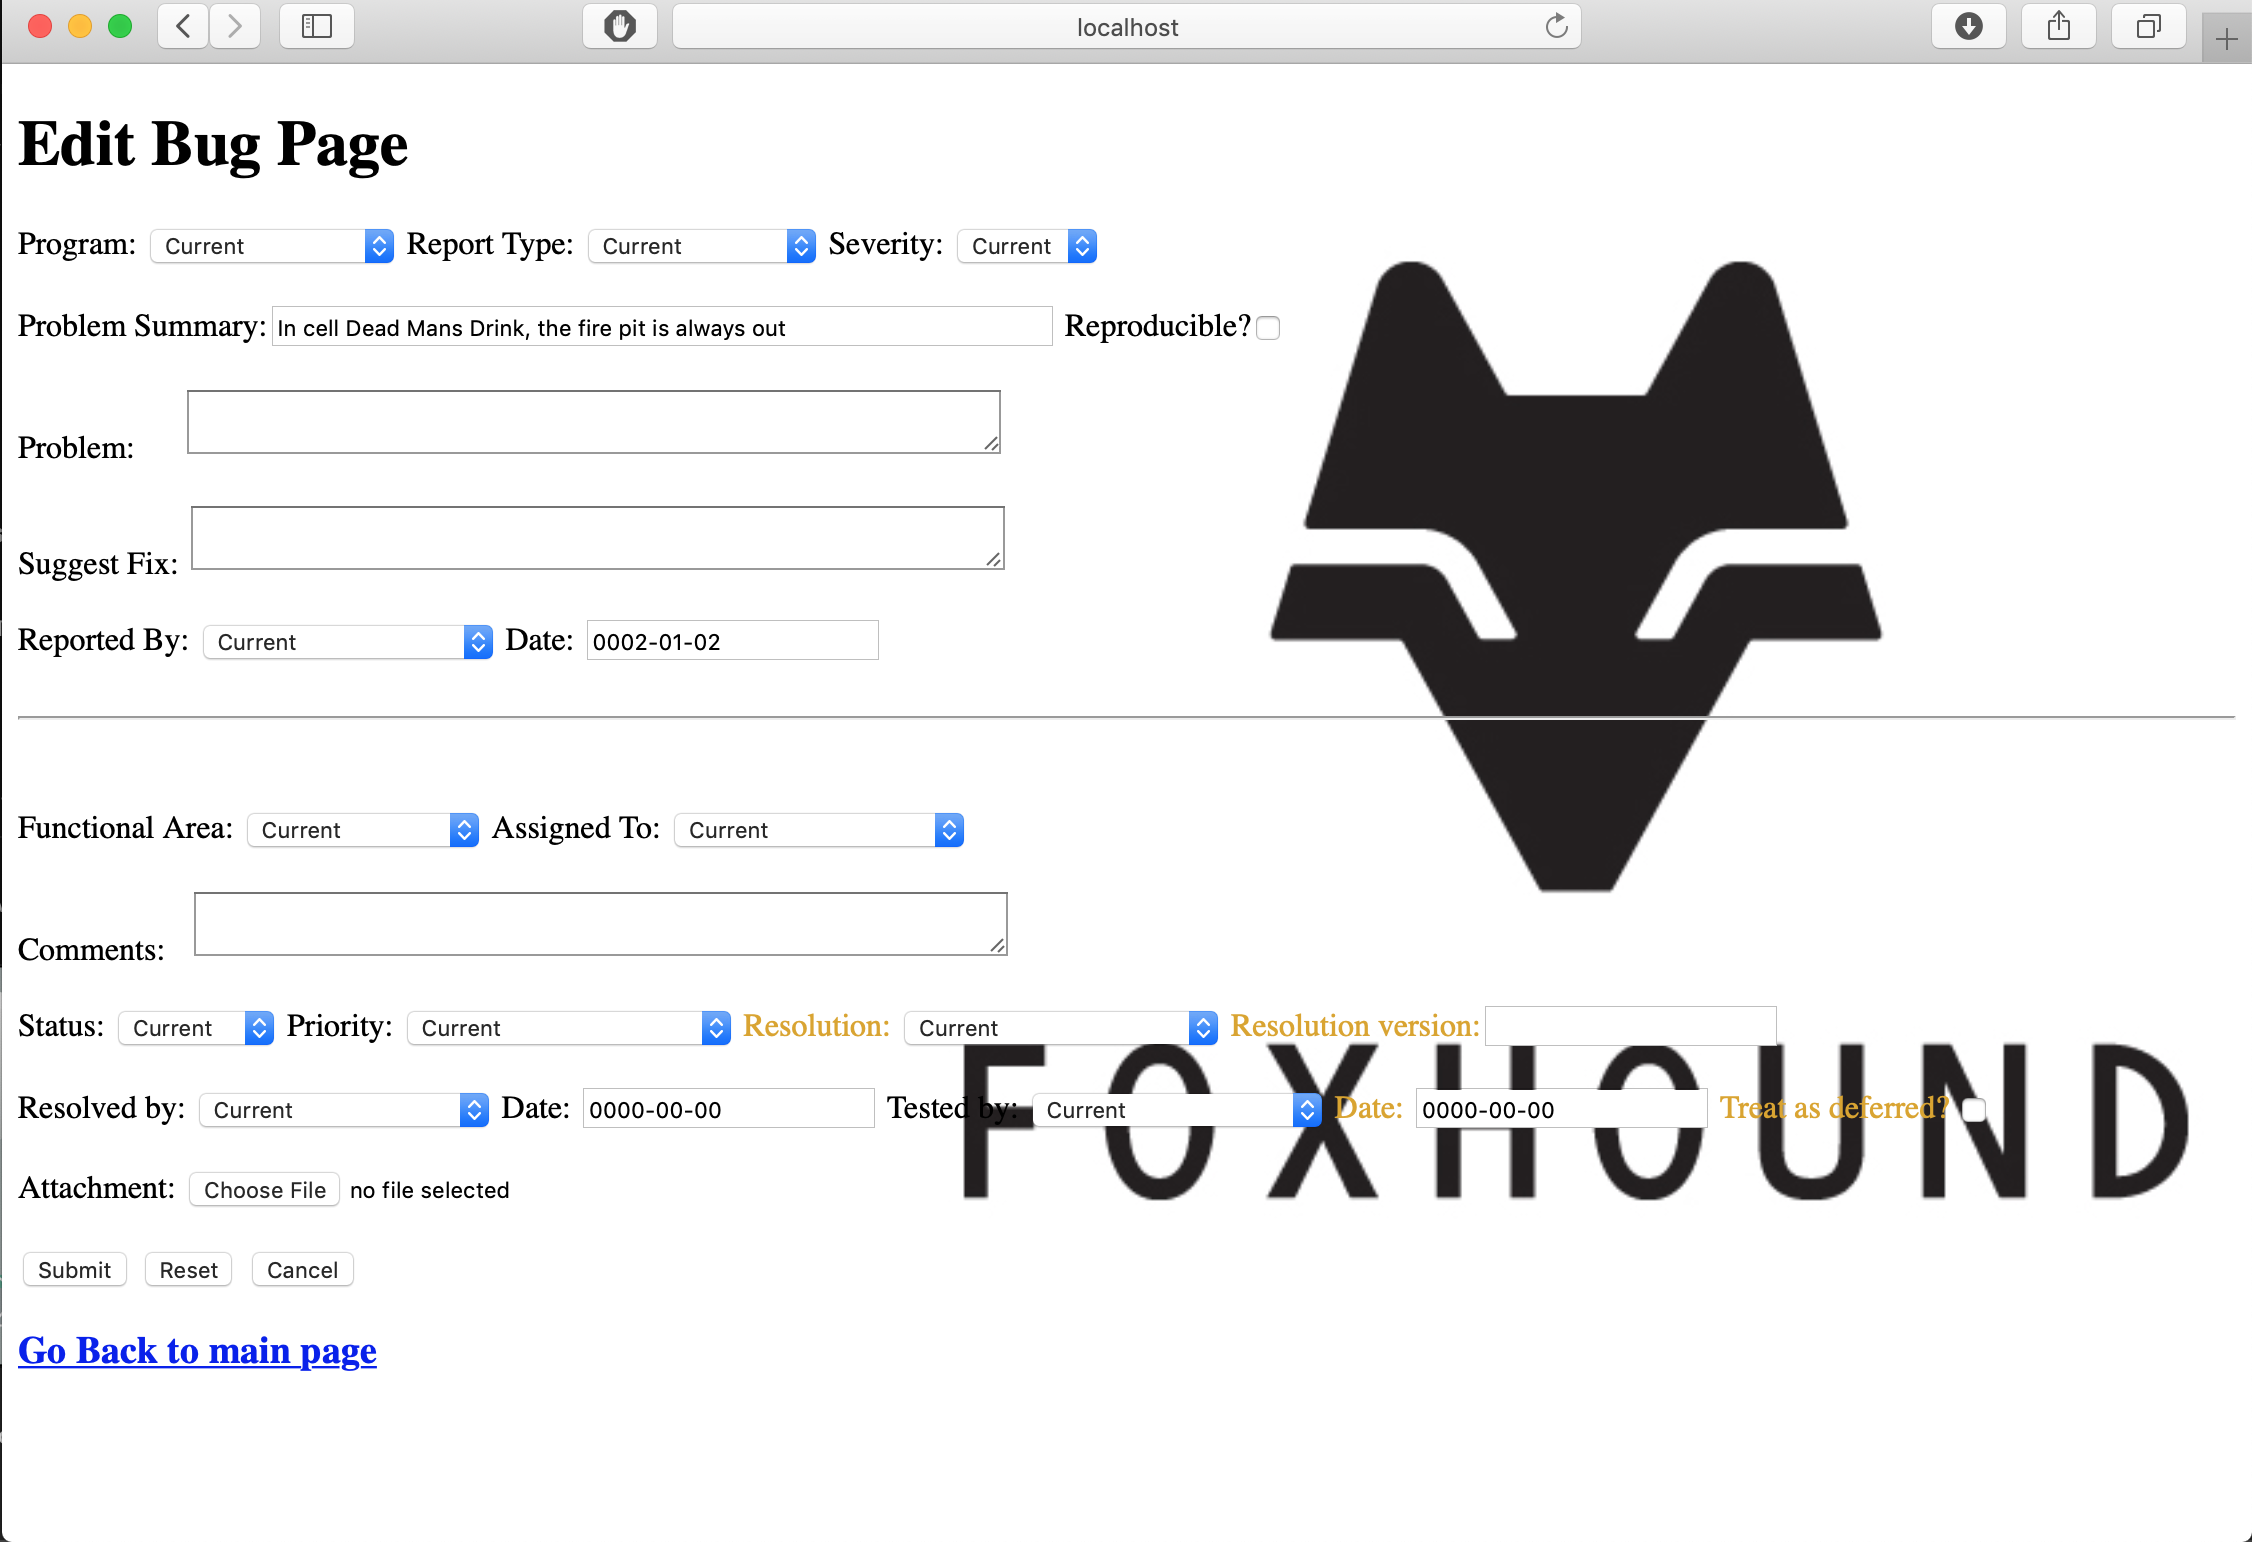 localhost
Edit Bug Page
Program: Current Report Type: Current Severity: Current
Problem Summary: In cell Dead Mans Drink, the fire pit is always out Reproducible?
Problem:
Suggest Fix:
Reported By: Current Date: 0002-01-02
Functional Area: Current Assigned To: Current
Comments:
Status: Current Priority: Current Resolution: Current Resolution version:
Resolved by: Current Date: 0000-00-00 Tested by: Current Date: 0000-00-00 Treat as deferred?
FOXHOUND
Attachment: Choose File no file selected
Submit Reset Cancel
Go Back to main page